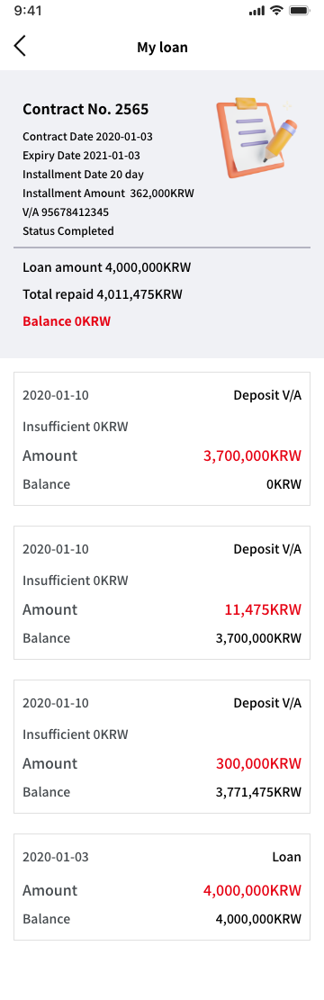 9:41
My loan
Contract No. 2565
Contract Date 2020-01-03
Expiry Date 2021-01-03
Installment Date 20 day
Installment Amount 362,000KRW
V/A 95678412345
Status Completed
Loan amount 4,000,000KRW
Total repaid 4,011,475KRW
Balance 0KRW
2020-01-10 Deposit V/A
Insufficient 0KRW
Amount 3,700,000KRW
Balance 0KRW
2020-01-10 Deposit V/A
Insufficient 0KRW
Amount 11,475KRW
Balance 3,700,000KRW
2020-01-10 Deposit V/A
Insufficient 0KRW
Amount 300,000KRW
Balance 3,771,475KRW
2020-01-03 Loan
Amount 4,000,000KRW
Balance 4,000,000KRW